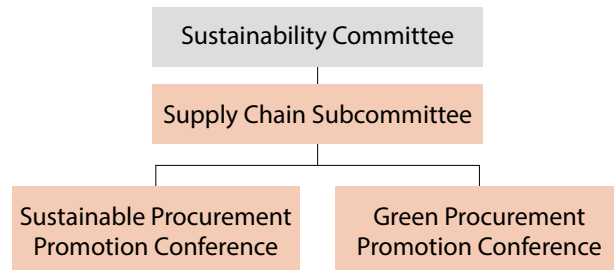 Sustainability Committee
Supply Chain Subcommittee
Sustainable Procurement
Promotion Conference
Green Procurement
Promotion Conference